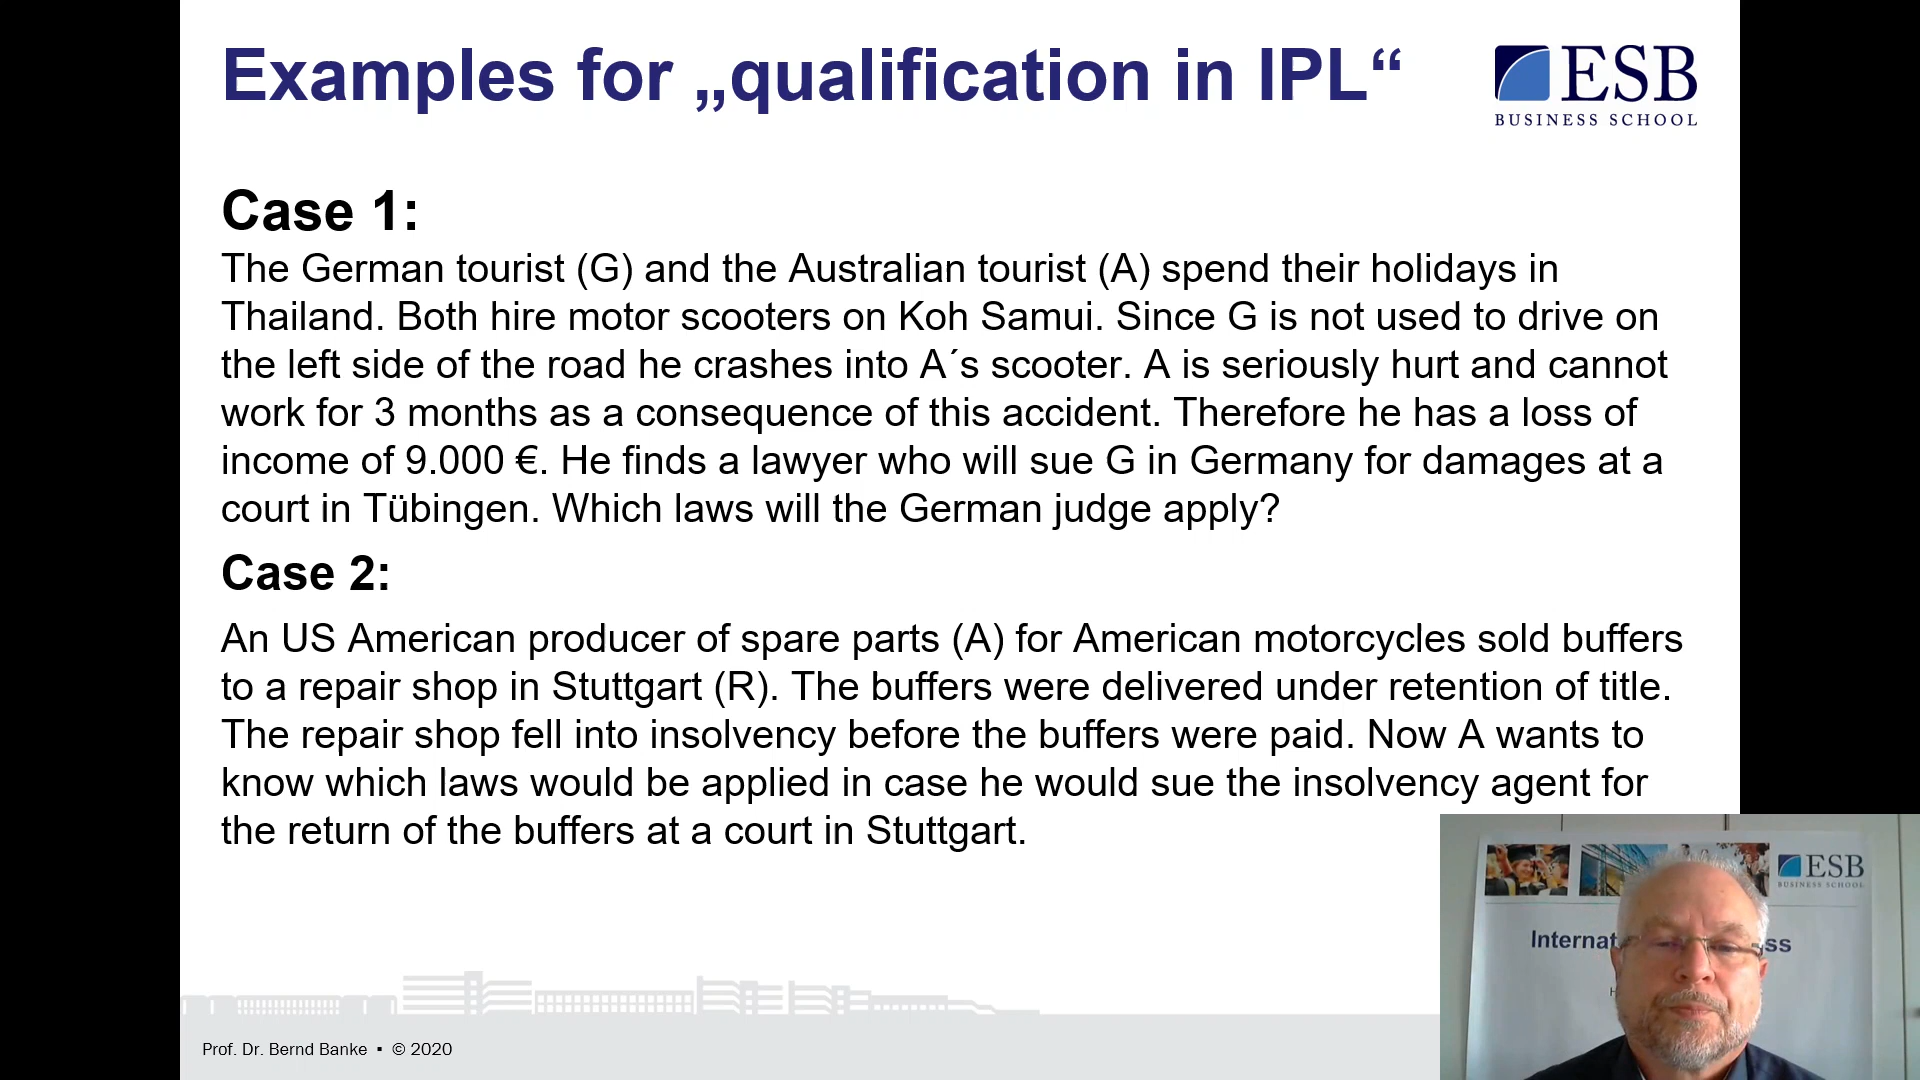 Examples for „qualification in IPL“
ESB
BUSINESS SCHOOL
Case 1:
The German tourist (G) and the Australian tourist (A) spend their holidays in
Thailand. Both hire motor scooters on Koh Samui. Since G is not used to drive on
the left side of the road he crashes into A´s scooter. A is seriously hurt and cannot
work for 3 months as a consequence of this accident. Therefore he has a loss of
income of 9.000 €. He finds a lawyer who will sue G in Germany for damages at a
court in Tübingen. Which laws will the German judge apply?
Case 2:
An US American producer of spare parts (A) for American motorcycles sold buffers
to a repair shop in Stuttgart (R). The buffers were delivered under retention of title.
The repair shop fell into insolvency before the buffers were paid. Now A wants to
know which laws would be applied in case he would sue the insolvency agent for
the return of the buffers at a court in Stuttgart.
ESB
BUSINESS SCHOOL
Prof. Dr. Bernd Banke ▪ © 2020